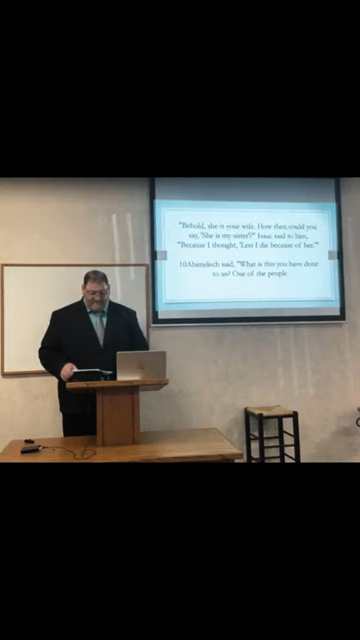 "Behold, she is your wife. How then could you
say, 'She is my sister'?" Isaac said to him,
"Because I thought, 'Lest I die because of her.'"
10Abimelech said, "What is this you have done
to us? One of the people